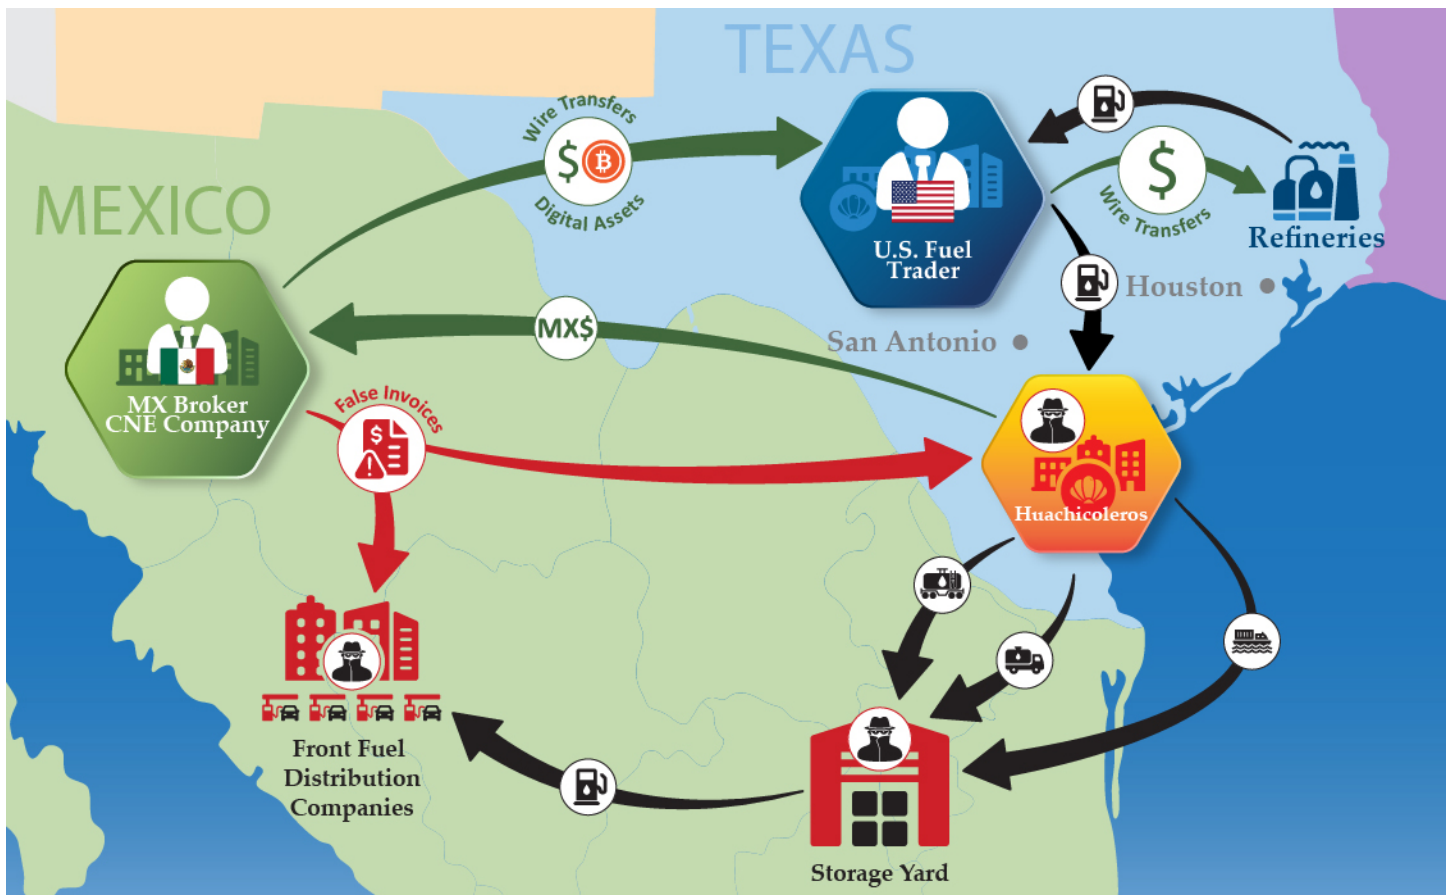 TEXAS
MEXICO
Wire Transfers
$
Digital Assets
U.S. Fuel
Trader
$
Wire Transfers
Refineries
Houston
San Antonio
MX$
MX Broker
CNE Company
False Invoices
$
Huachicoleros
Front Fuel
Distribution
Companies
Storage Yard